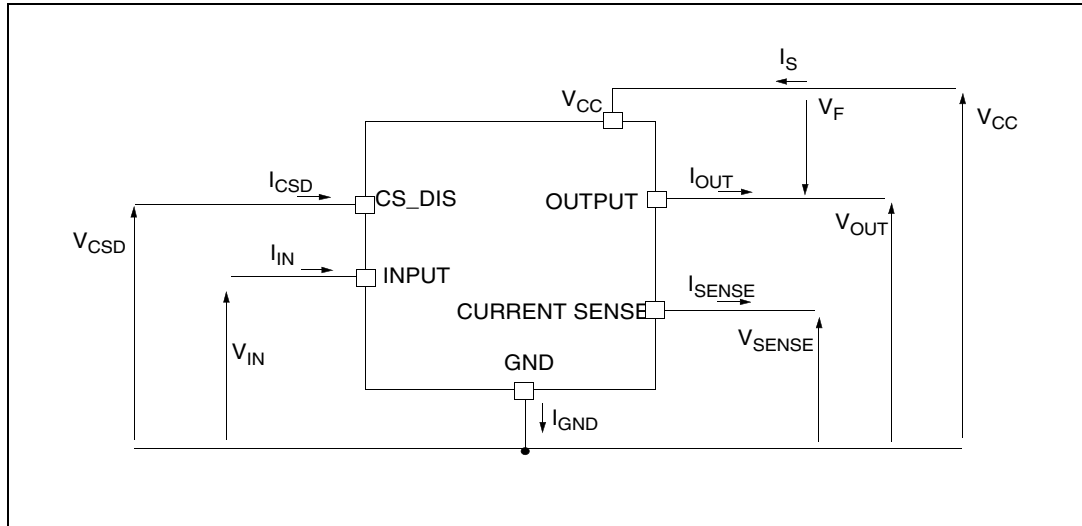 I_S
V_CC
V_F
V_CC
I_CSD
CS_DIS
OUTPUT
I_OUT
V_CSD
V_OUT
I_IN
INPUT
CURRENT SENSE
I_SENSE
V_IN
V_SENSE
GND
I_GND